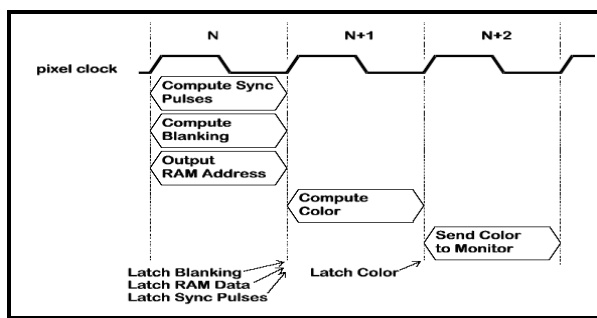 N N+1 N+2
pixel clock
Compute Sync
Pulses
Compute
Blanking
Output
RAM Address
Compute
Color
Send Color
to Monitor
Latch Blanking
Latch RAM Data
Latch Sync Pulses
Latch Color